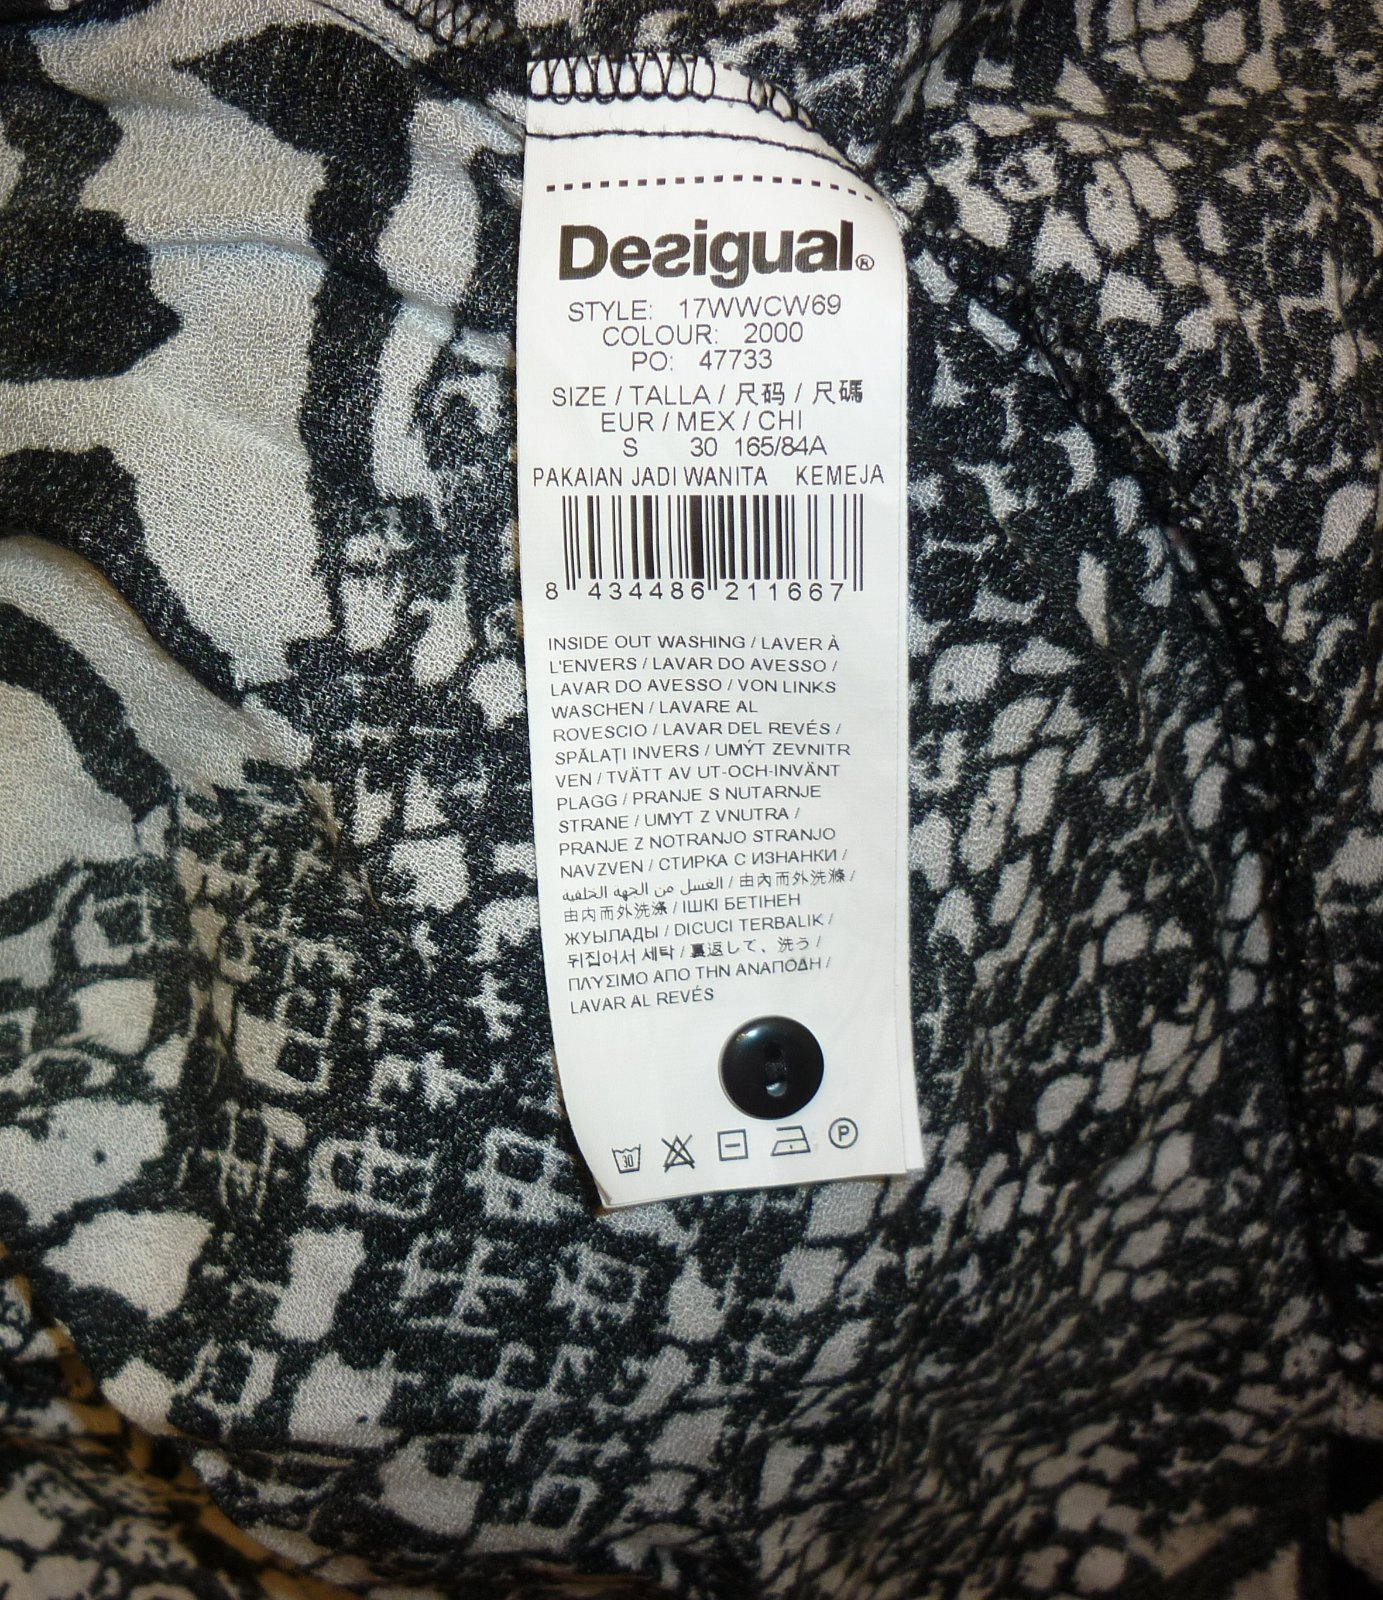 Desigual®
STYLE: 17WWCW69
COLOUR: 2000
PO: 47733
SIZE / TALLA / 尺码 / 尺碼
EUR / MEX / CHI
S 30 165/84A
PAKAIAN JADI WANITA KEMEJA
8 434486 211667
INSIDE OUT WASHING / LAVER À
L'ENVERS / LAVAR DO AVESSO /
LAVAR DO AVESSO / VON LINKS
WASCHEN / LAVARE AL
ROVESCIO / LAVAR DEL REVÉS /
SPĂLAȚI INVERS / UMÝT ZEVNITR
VEN / TVÄTT AV UT-OCH-INVÄNT
PLAGG / PRANJE S NUTARNJE
STRANE / UMYT Z VNUTRA /
PRANJE Z NOTRANJO STRANJO
NAVZVEN / СТИРКА С ИЗНАНКИ /
الغسل من الجهه الخلفيه / 由內而外洗滌 /
由内而外洗涤 / ІШКІ БЕТІНЕН
ЖУЫЛАДЫ / DICUCI TERBALIK /
뒤집어서 세탁 / 裏返して、洗う /
ΠΛΥΣΙΜΟ ΑΠΟ ΤΗΝ ΑΝΑΠΟΔΗ /
LAVAR AL REVÉS
30 P